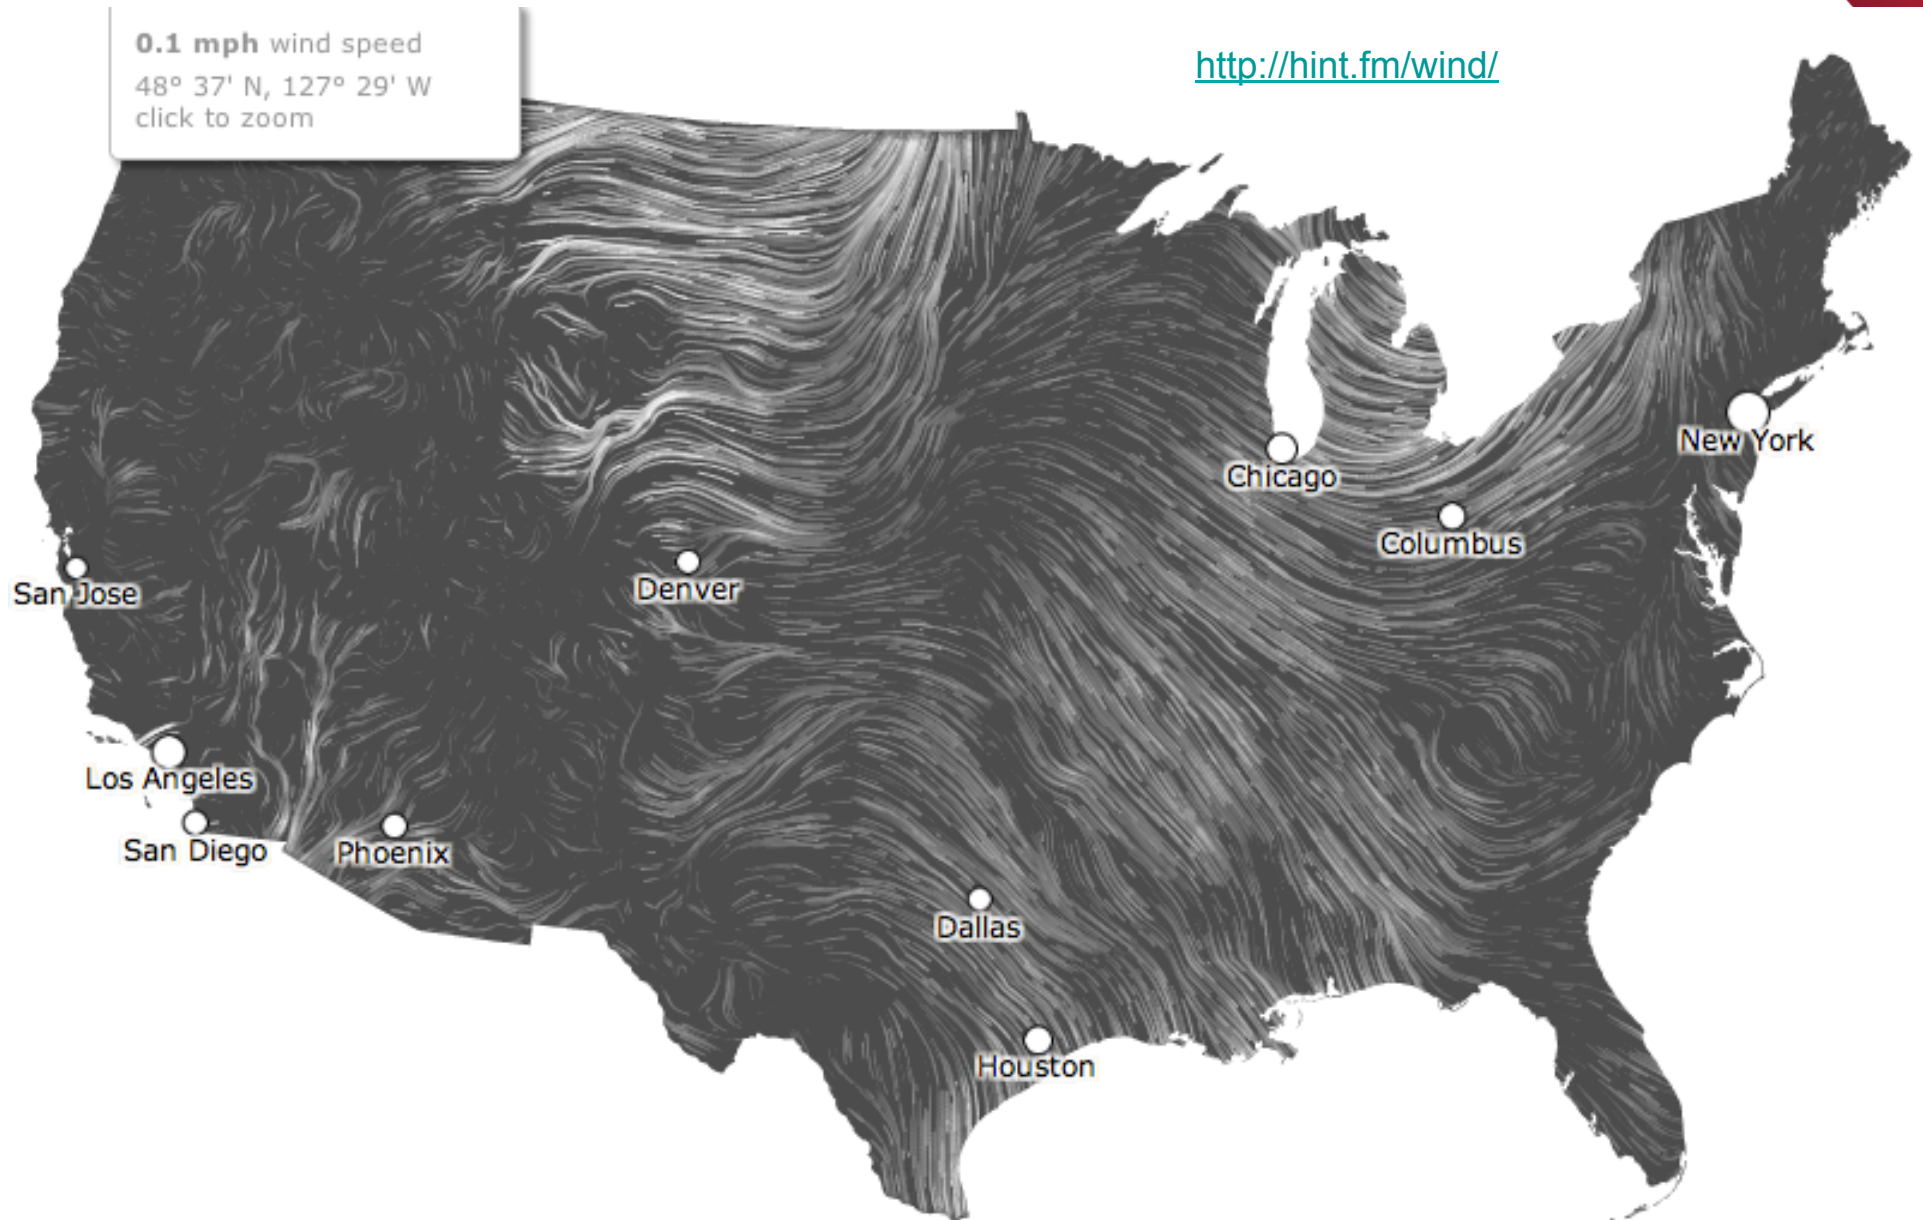 0.1 mph wind speed
48° 37' N, 127° 29' W
click to zoom
http://hint.fm/wind/
New York
Chicago
Columbus
Denver
San Jose
Los Angeles
San Diego
Phoenix
Dallas
Houston